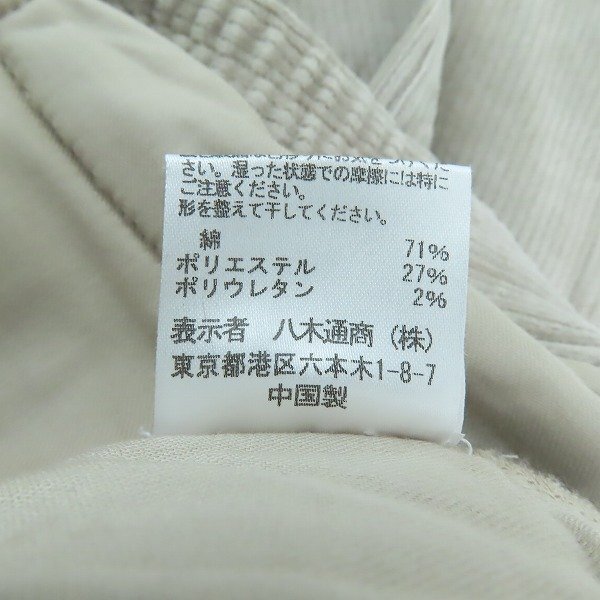 さい。湿った状態での摩擦には特に
ご注意ください。
形を整えて干してください。
綿 71%
ポリエステル 27%
ポリウレタン 2%
表示者 八木通商(株)
東京都港区六本木1-8-7
中国製